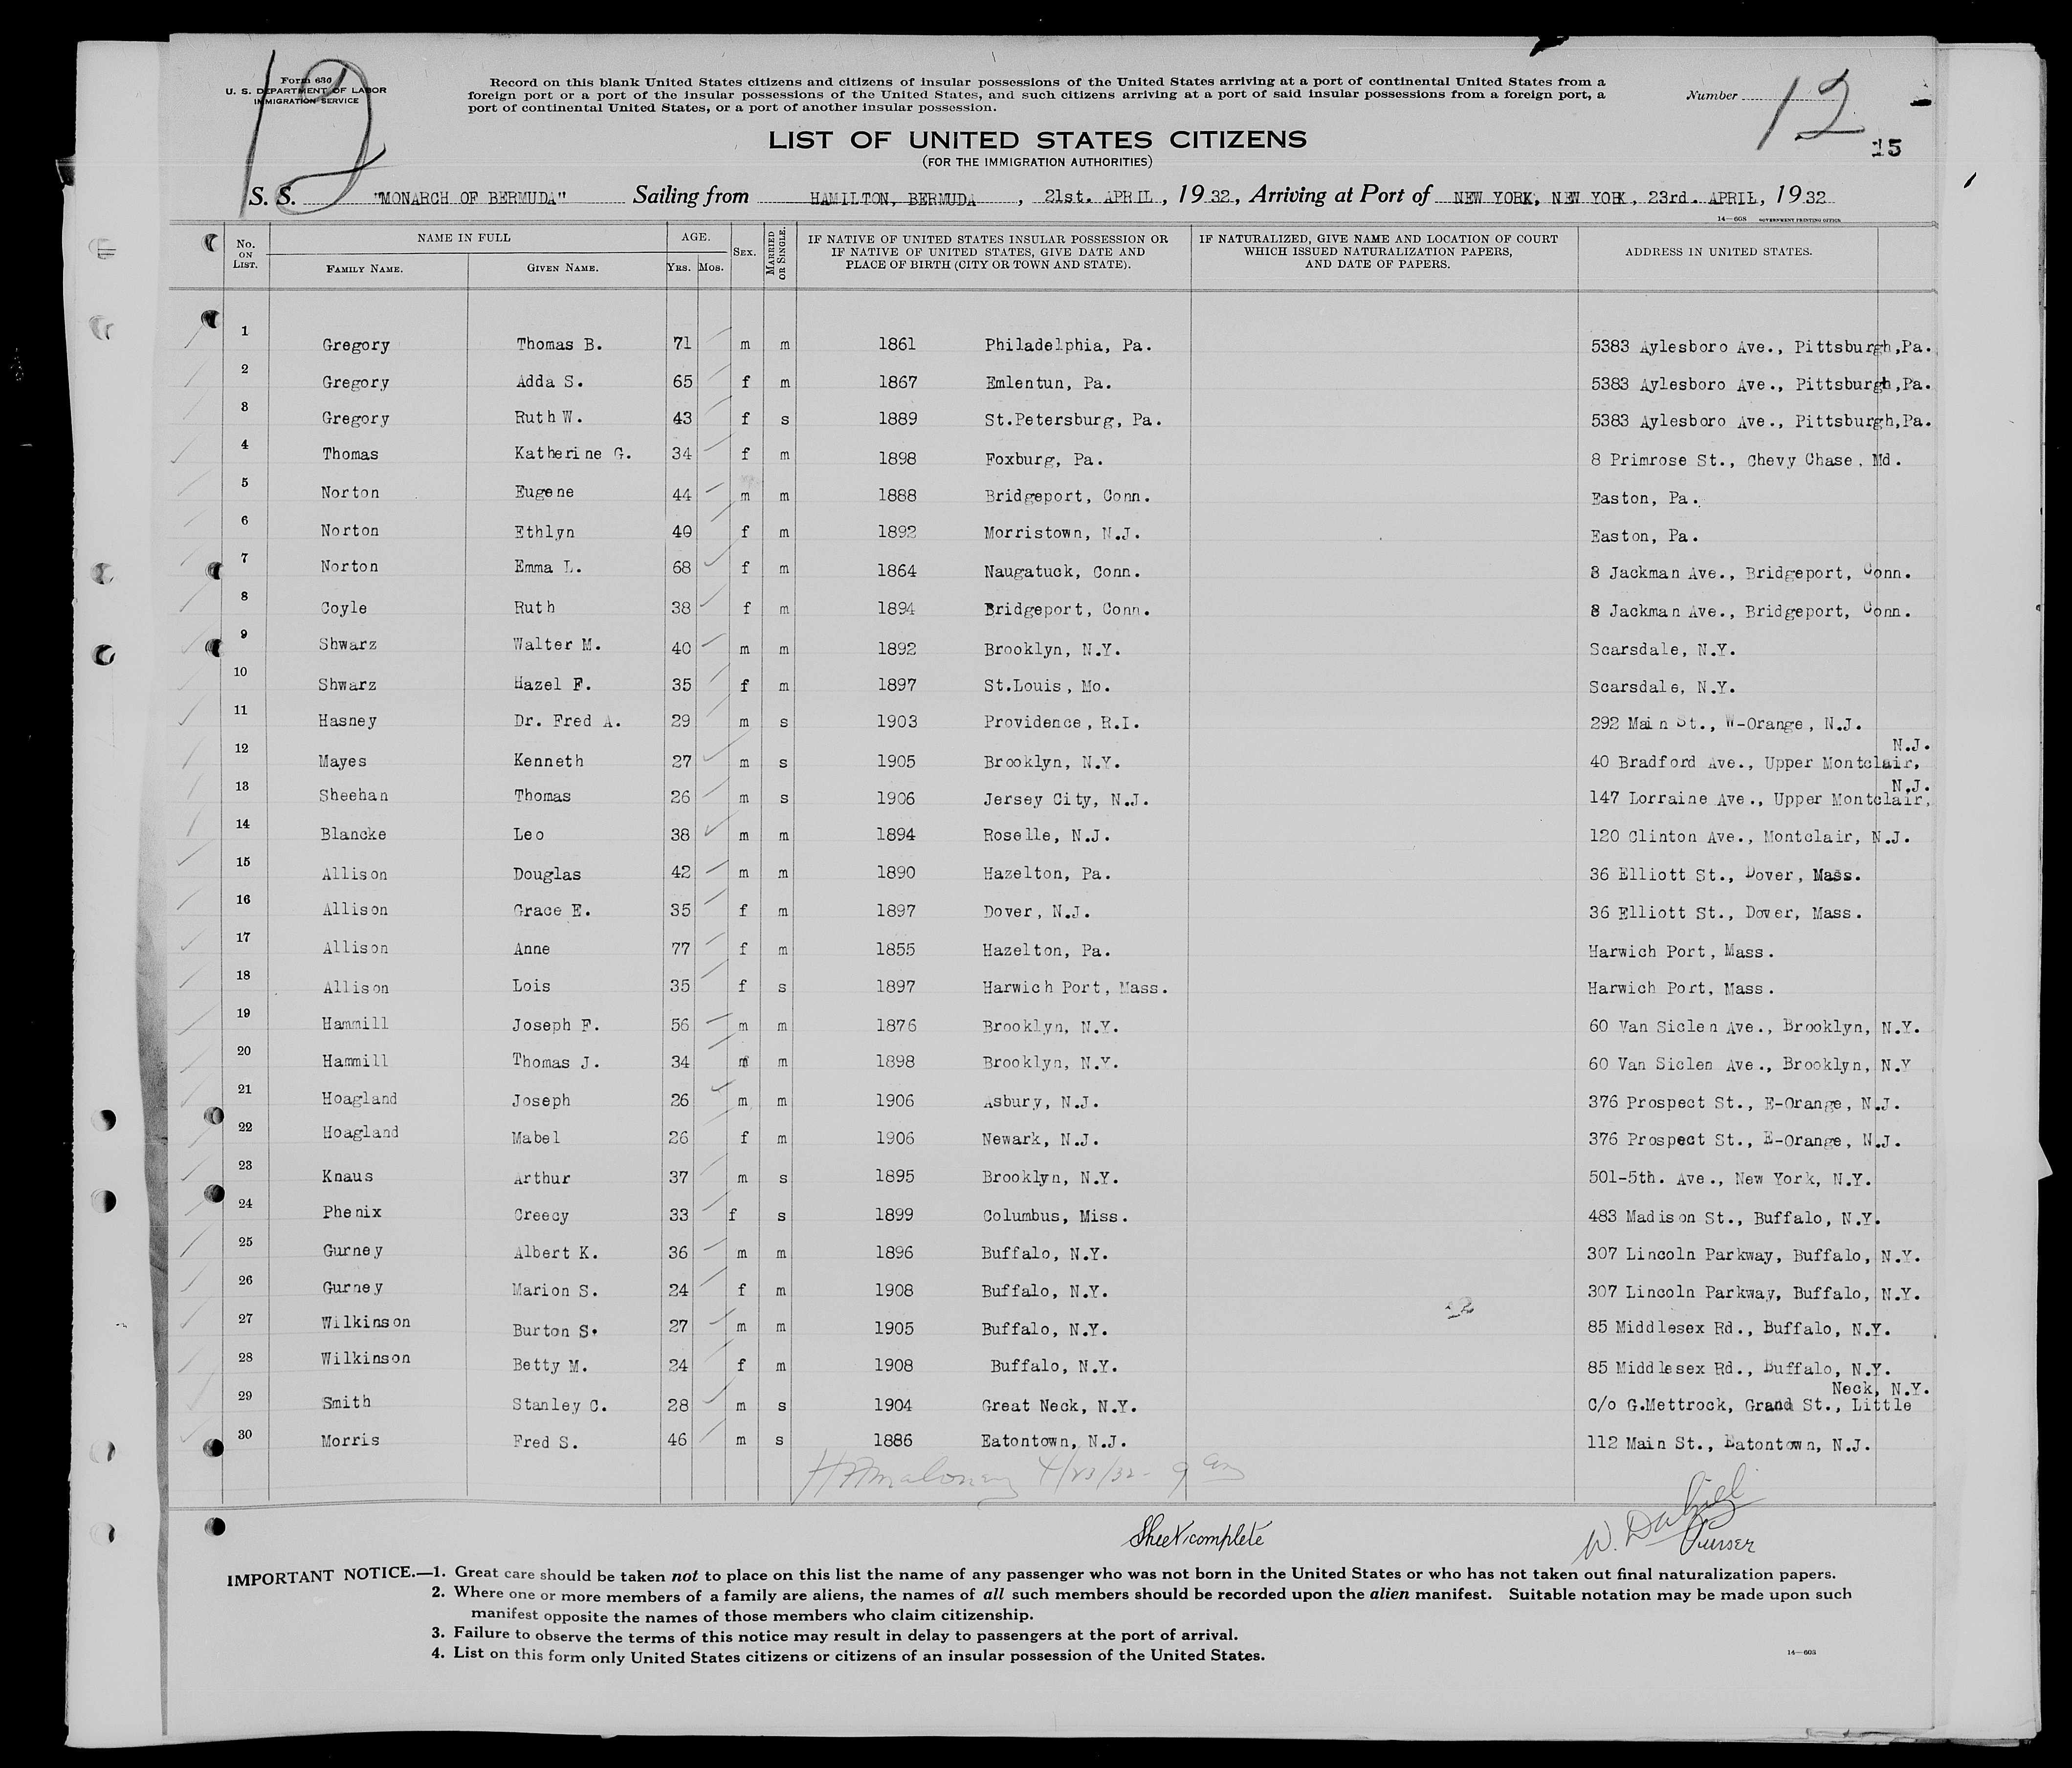 12
Form 630
U. S. DEPARTMENT OF LABOR
IMMIGRATION SERVICE
Record on this blank United States citizens and citizens of insular possessions of the United States arriving at a port of continental United States from a
foreign port or a port of the insular possessions of the United States, and such citizens arriving at a port of said insular possessions from a foreign port, a
port of continental United States, or a port of another insular possession.
Number 12
15
LIST OF UNITED STATES CITIZENS
(FOR THE IMMIGRATION AUTHORITIES)
S. S. "MONARCH OF BERMUDA" Sailing from HAMILTON, BERMUDA, 21st. APRIL, 1932, Arriving at Port of NEW YORK, NEW YORK, 23rd. APRIL, 1932
14—608 GOVERNMENT PRINTING OFFICE
No. ON LIST. NAME IN FULL FAMILY NAME. GIVEN NAME. AGE. YRS. MOS. SEX. MARRIED OR SINGLE. IF NATIVE OF UNITED STATES INSULAR POSSESSION OR IF NATIVE OF UNITED STATES, GIVE DATE AND PLACE OF BIRTH (CITY OR TOWN AND STATE). IF NATURALIZED, GIVE NAME AND LOCATION OF COURT WHICH ISSUED NATURALIZATION PAPERS, AND DATE OF PAPERS. ADDRESS IN UNITED STATES.
1 Gregory Thomas B. 71 m m 1861 Philadelphia, Pa. 5383 Aylesboro Ave., Pittsburgh,Pa.
2 Gregory Adda S. 65 f m 1867 Emlentun, Pa. 5383 Aylesboro Ave., Pittsburgh,Pa.
3 Gregory Ruth W. 43 f s 1889 St.Petersburg, Pa. 5383 Aylesboro Ave., Pittsburgh,Pa.
4 Thomas Katherine G. 34 f m 1898 Foxburg, Pa. 8 Primrose St., Chevy Chase, Md.
5 Norton Eugene 44 m m 1888 Bridgeport, Conn. Easton, Pa.
6 Norton Ethlyn 40 f m 1892 Morristown, N.J. Easton, Pa.
7 Norton Emma L. 68 f m 1864 Naugatuck, Conn. 8 Jackman Ave., Bridgeport, Conn.
8 Coyle Ruth 38 f m 1894 Bridgeport, Conn. 8 Jackman Ave., Bridgeport, Conn.
9 Shwarz Walter M. 40 m m 1892 Brooklyn, N.Y. Scarsdale, N.Y.
10 Shwarz Hazel F. 35 f m 1897 St.Louis, Mo. Scarsdale, N.Y.
11 Hasney Dr. Fred A. 29 m s 1903 Providence, R.I. 292 Main St., W-Orange, N.J.
12 Mayes Kenneth 27 m s 1905 Brooklyn, N.Y. 40 Bradford Ave., Upper Montclair, N.J.
13 Sheehan Thomas 26 m s 1906 Jersey City, N.J. 147 Lorraine Ave., Upper Montclair, N.J.
14 Blancke Leo 38 m m 1894 Roselle, N.J. 120 Clinton Ave., Montclair, N.J.
15 Allison Douglas 42 m m 1890 Hazelton, Pa. 36 Elliott St., Dover, Mass.
16 Allison Grace E. 35 f m 1897 Dover, N.J. 36 Elliott St., Dover, Mass.
17 Allison Anne 77 f m 1855 Hazelton, Pa. Harwich Port, Mass.
18 Allison Lois 35 f s 1897 Harwich Port, Mass. Harwich Port, Mass.
19 Hammill Joseph F. 56 m m 1876 Brooklyn, N.Y. 60 Van Siclen Ave., Brooklyn, N.Y.
20 Hammill Thomas J. 34 m m 1898 Brooklyn, N.Y. 60 Van Siclen Ave., Brooklyn, N.Y
21 Hoagland Joseph 26 m m 1906 Asbury, N.J. 376 Prospect St., E-Orange, N.J.
22 Hoagland Mabel 26 f m 1906 Newark, N.J. 376 Prospect St., E-Orange, N.J.
23 Knaus Arthur 37 m s 1895 Brooklyn, N.Y. 501-5th. Ave., New York, N.Y.
24 Phenix Creecy 33 f s 1899 Columbus, Miss. 483 Madison St., Buffalo, N.Y.
25 Gurney Albert K. 36 m m 1896 Buffalo, N.Y. 307 Lincoln Parkway, Buffalo, N.Y.
26 Gurney Marion S. 24 f m 1908 Buffalo, N.Y. 307 Lincoln Parkway, Buffalo, N.Y.
27 Wilkinson Burton S. 27 m m 1905 Buffalo, N.Y. 85 Middlesex Rd., Buffalo, N.Y.
28 Wilkinson Betty M. 24 f m 1908 Buffalo, N.Y. 85 Middlesex Rd., Buffalo, N.Y.
29 Smith Stanley C. 28 m s 1904 Great Neck, N.Y. C/o G.Mettrock, Grand St., Little Neck, N.Y.
30 Morris Fred S. 46 m s 1886 Eatontown, N.J. 112 Main St., Eatontown, N.J.
Maloney 4/23/32 - 9 am
Sheet complete
W. Dalziel
Purser
IMPORTANT NOTICE.—1. Great care should be taken not to place on this list the name of any passenger who was not born in the United States or who has not taken out final naturalization papers.
2. Where one or more members of a family are aliens, the names of all such members should be recorded upon the alien manifest. Suitable notation may be made upon such
manifest opposite the names of those members who claim citizenship.
3. Failure to observe the terms of this notice may result in delay to passengers at the port of arrival.
4. List on this form only United States citizens or citizens of an insular possession of the United States.
14—608